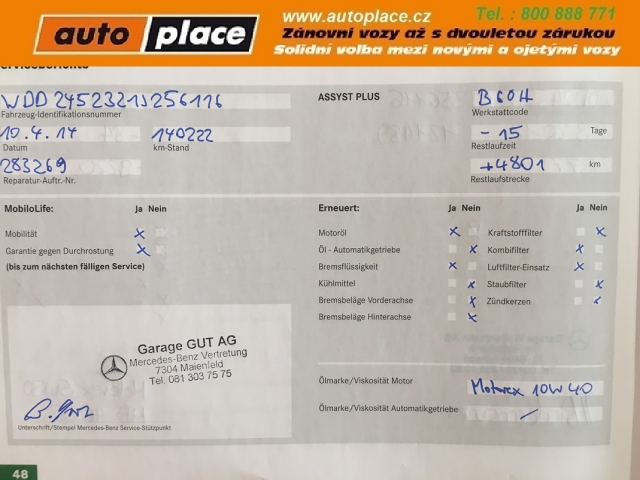 auto place
www.autoplace.cz
Tel. : 800 888 771
Zánovní vozy až s dvouletou zárukou
Solidní volba mezi novými a ojetými vozy
WDD 2452321J256116
Fahrzeug-Identifikationsnummer
10.4.14 140222
Datum km-Stand
283269
Reparatur-Auftr.-Nr.
ASSYST PLUS B60H
Werkstattcode
- 15 Tage
Restlaufzeit
+4801 km
Restlaufstrecke
MobiloLife: Ja Nein
Mobilität x
Garantie gegen Durchrostung x
(bis zum nächsten fälligen Service)
Erneuert: Ja Nein Ja Nein
Motoröl x Kraftstofffilter x
Öl - Automatikgetriebe x Kombifilter x
Bremsflüssigkeit x Luftfilter-Einsatz x
Kühlmittel x Staubfilter x
Bremsbeläge Vorderachse x Zündkerzen x
Bremsbeläge Hinterachse x
Garage GUT AG
Mercedes-Benz Vertretung
7304 Maienfeld
Tel. 081 303 75 75
Unterschrift/Stempel Mercedes-Benz Service-Stützpunkt
Ölmarke/Viskosität Motor Motorex 10W40
Ölmarke/Viskosität Automatikgetriebe /
48